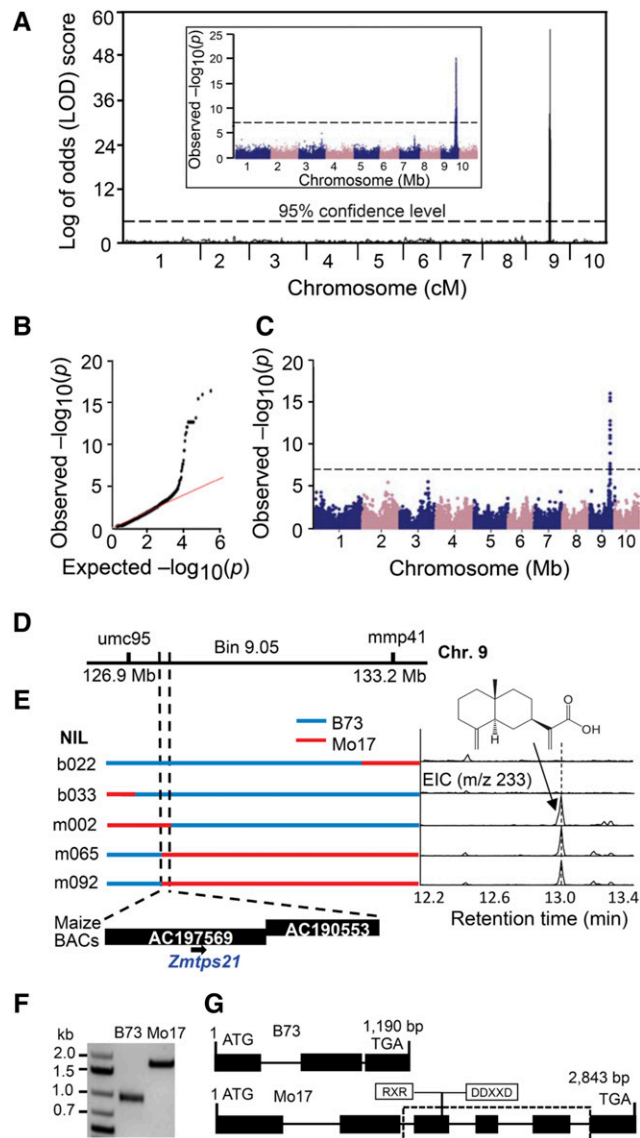 A
Log of odds (LOD) score
60
48
36
24
12
0
Observed –log10(p)
25
20
15
10
5
0
1 2 3 4 5 6 7 8 9 10
Chromosome (Mb)
95% confidence level
1 2 3 4 5 6 7 8 9 10
Chromosome (cM)
B
Observed –log10(p)
20
15
10
5
0
0 2 4 6 8
Expected –log10(p)
C
Observed –log10(p)
20
15
10
5
0
1 2 3 4 5 6 7 8 9 10
Chromosome (Mb)
D
umc95
Bin 9.05
mmp41
Chr. 9
126.9 Mb
133.2 Mb
E
NIL
B73
Mo17
b022
b033
m002
m065
m092
O
OH
H
EIC (m/z 233)
12.2 12.6 13.0 13.4
Retention time (min)
Maize BACs
AC197569
AC190553
Zmtps21
F
kb
B73 Mo17
2.0
1.5
1.0
0.7
G
1
ATG
B73
1,190 bp
TGA
1
ATG
Mo17
RXR
DDXXD
2,843 bp
TGA